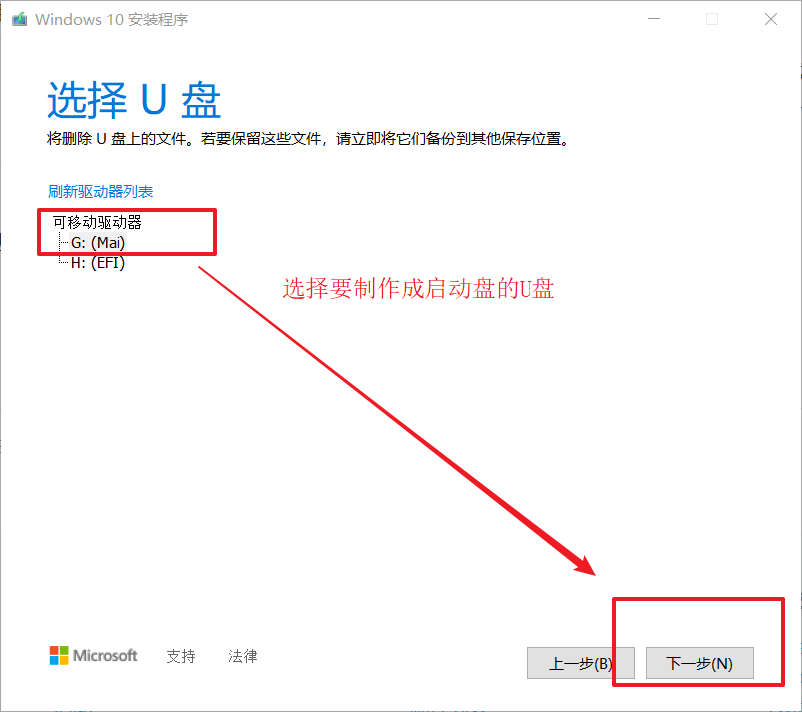 Windows 10 安装程序
选择 U 盘
将删除 U 盘上的文件。若要保留这些文件，请立即将它们备份到其他保存位置。
刷新驱动器列表
可移动驱动器
G: (Mai)
H: (EFI)
选择要制作成启动盘的U盘
Microsoft 支持 法律 上一步(B) 下一步(N)